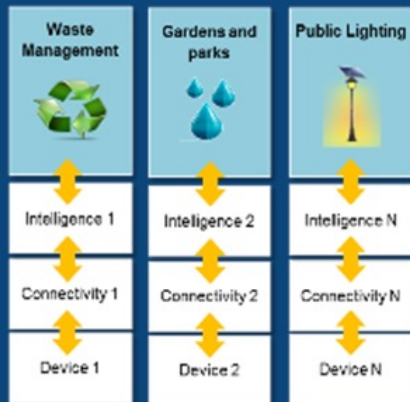 Waste
Management
Gardens and
parks
Public Lighting
Intelligence 1
Intelligence 2
Intelligence N
Connectivity 1
Connectivity 2
Connectivity N
Device 1
Device 2
Device N